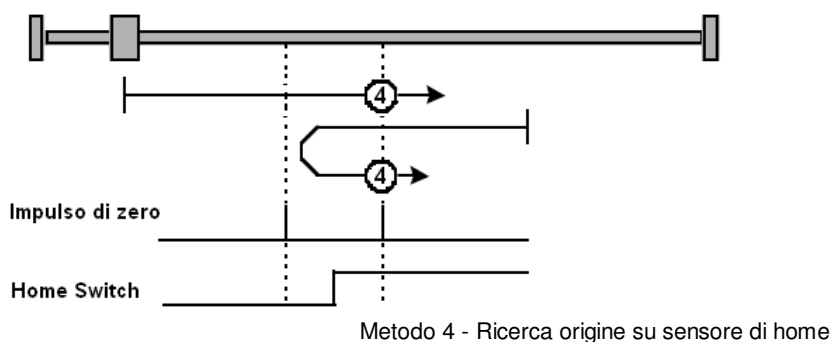 4
4
Impulso di zero
Home Switch
Metodo 4 - Ricerca origine su sensore di home